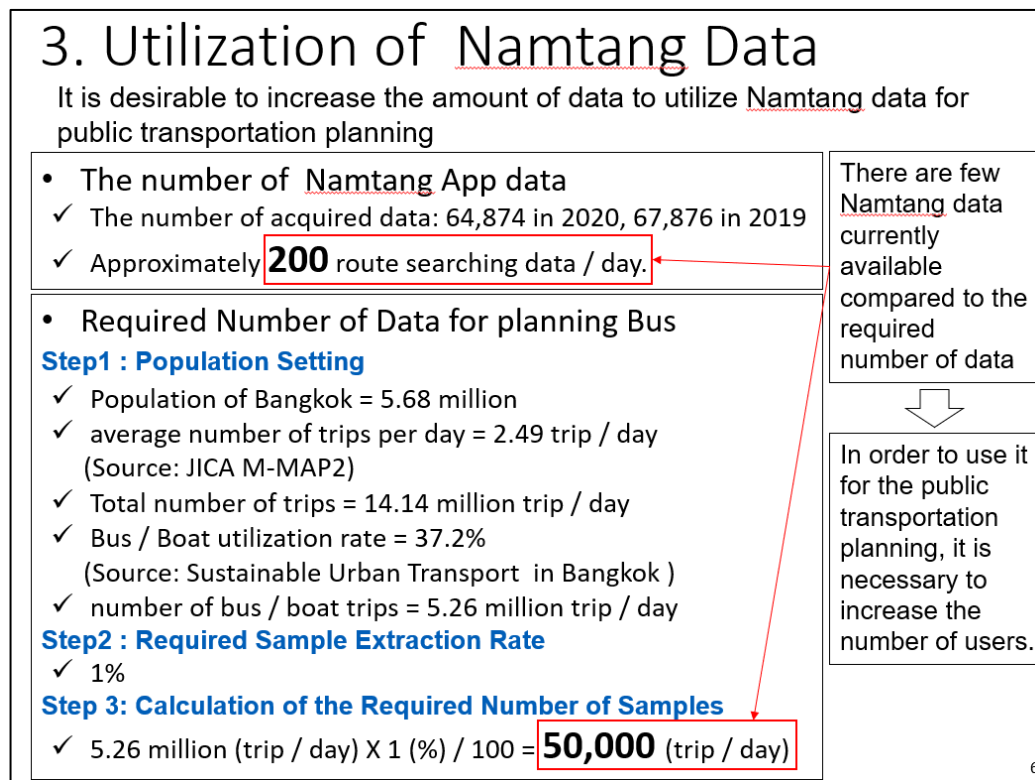 3. Utilization of Namtang Data
It is desirable to increase the amount of data to utilize Namtang data for
public transportation planning
• The number of Namtang App data
✓ The number of acquired data: 64,874 in 2020, 67,876 in 2019
✓ Approximately 200 route searching data / day.
• Required Number of Data for planning Bus
Step1 : Population Setting
✓ Population of Bangkok = 5.68 million
✓ average number of trips per day = 2.49 trip / day
(Source: JICA M-MAP2)
✓ Total number of trips = 14.14 million trip / day
✓ Bus / Boat utilization rate = 37.2%
(Source: Sustainable Urban Transport in Bangkok )
✓ number of bus / boat trips = 5.26 million trip / day
Step2 : Required Sample Extraction Rate
✓ 1%
Step 3: Calculation of the Required Number of Samples
✓ 5.26 million (trip / day) X 1 (%) / 100 = 50,000 (trip / day)
There are few
Namtang data
currently
available
compared to the
required
number of data
In order to use it
for the public
transportation
planning, it is
necessary to
increase the
number of users.
6